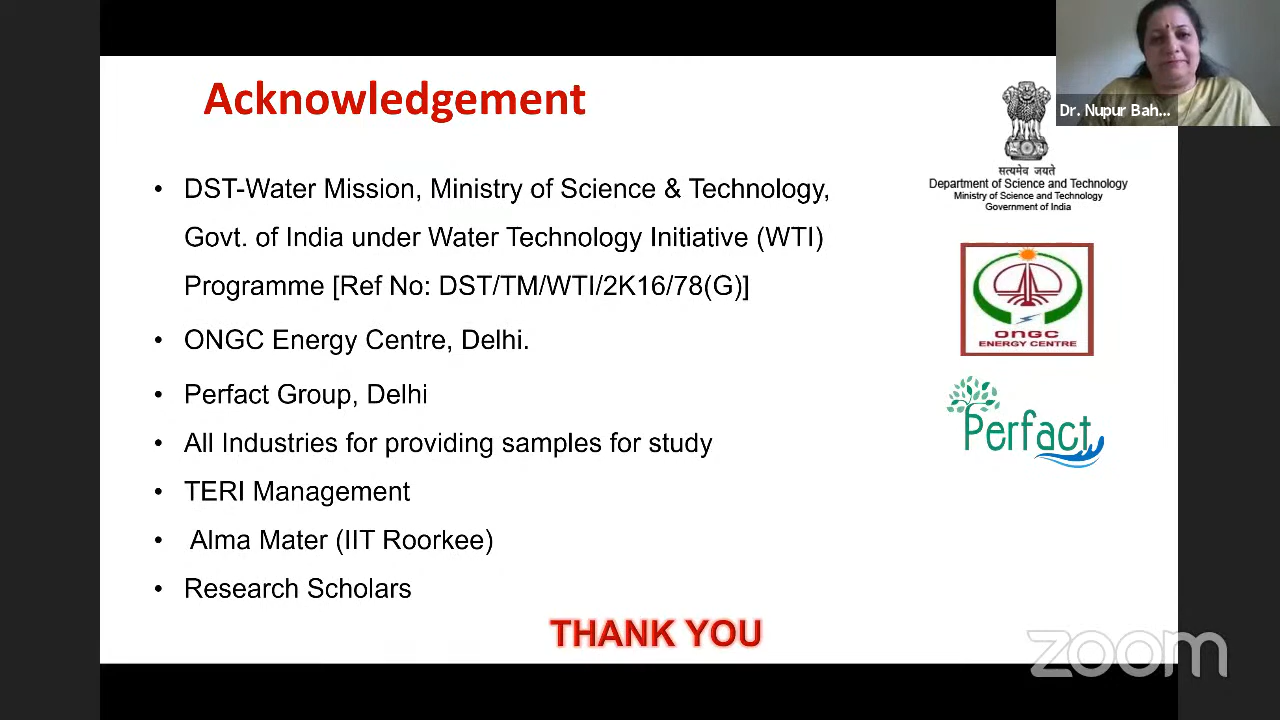 Acknowledgement
• DST-Water Mission, Ministry of Science & Technology,
Govt. of India under Water Technology Initiative (WTI)
Programme [Ref No: DST/TM/WTI/2K16/78(G)]
• ONGC Energy Centre, Delhi.
• Perfact Group, Delhi
• All Industries for providing samples for study
• TERI Management
• Alma Mater (IIT Roorkee)
• Research Scholars
THANK YOU
Dr. Nupur Bah...
सत्यमेव जयते
Department of Science and Technology
Ministry of Science and Technology
Government of India
ONGC
ENERGY CENTRE
Perfact
zoom